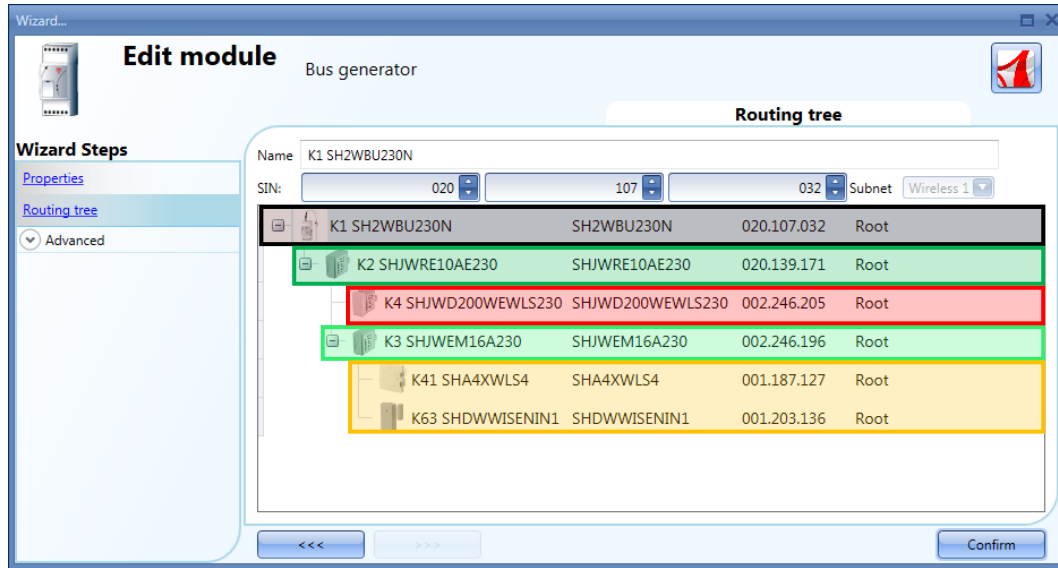 Wizard...
Edit module
Bus generator
Routing tree
Wizard Steps
Properties
Routing tree
Advanced
Name K1 SH2WBU230N
SIN: 020 107 032 Subnet Wireless 1
K1 SH2WBU230N SH2WBU230N 020.107.032 Root
K2 SHJWRE10AE230 SHJWRE10AE230 020.139.171 Root
K4 SHJWD200WEWLS230 SHJWD200WEWLS230 002.246.205 Root
K3 SHJWEM16A230 SHJWEM16A230 002.246.196 Root
K41 SHA4XWLS4 SHA4XWLS4 001.187.127 Root
K63 SHDWWISENIN1 SHDWWISENIN1 001.203.136 Root
<<< >>> Confirm